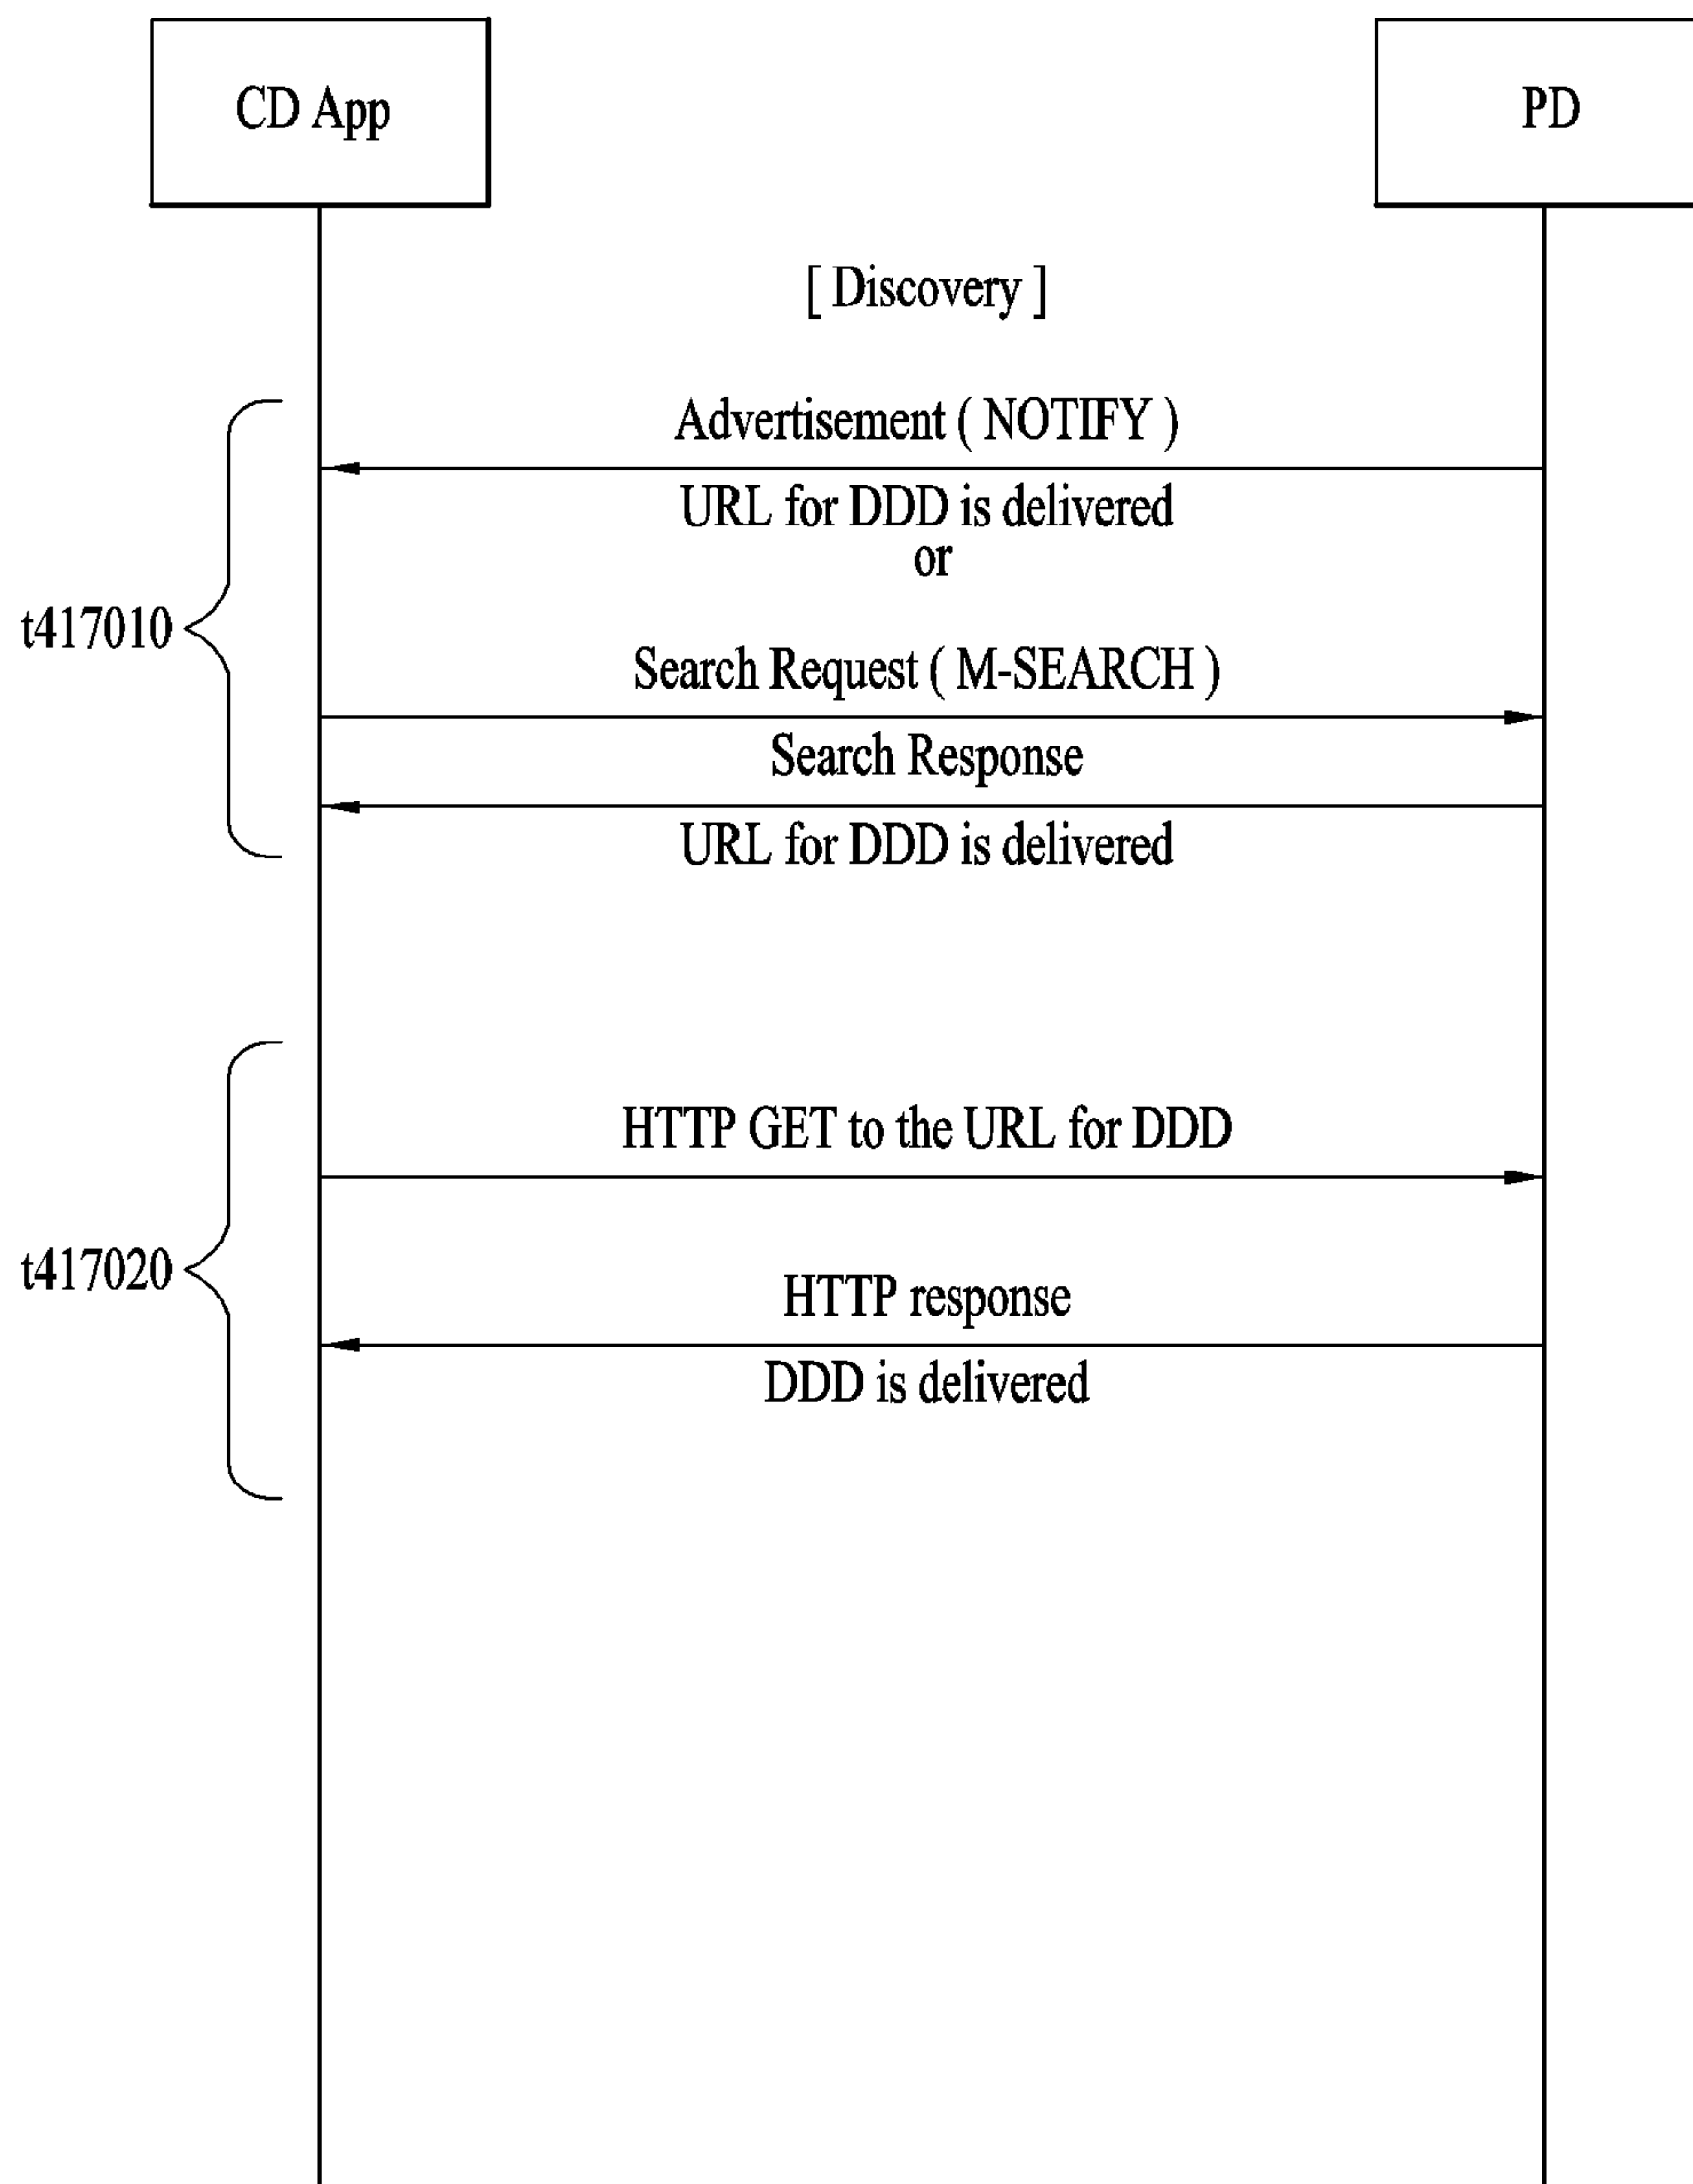 CD App
PD
[ Discovery ]
Advertisement ( NOTIFY )
URL for DDD is delivered
or
t417010
Search Request ( M-SEARCH )
Search Response
URL for DDD is delivered
HTTP GET to the URL for DDD
t417020
HTTP response
DDD is delivered